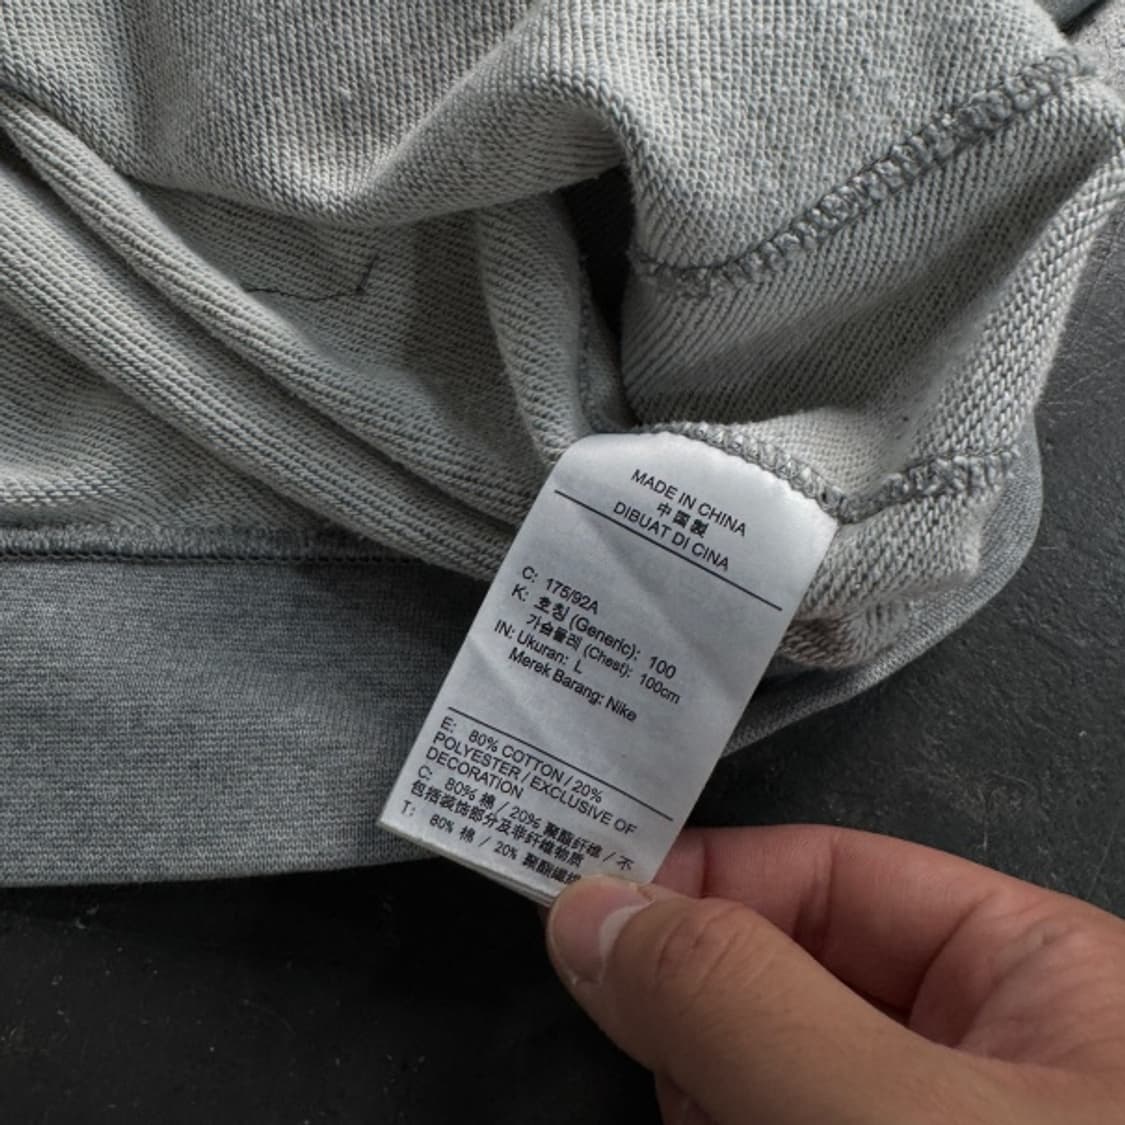 MADE IN CHINA
中國製
DIBUAT DI CINA
C: 175/92A
K: 호칭 (Generic): 100
가슴둘레 (Chest): 100cm
IN: Ukuran: L
Merek Barang: Nike
E: 80% COTTON / 20%
POLYESTER / EXCLUSIVE OF
DECORATION
C: 80% 棉 / 20% 聚酯纤维 / 不
包括装饰部分及非纤维物质
T: 80% 棉 / 20% 聚酯纖維